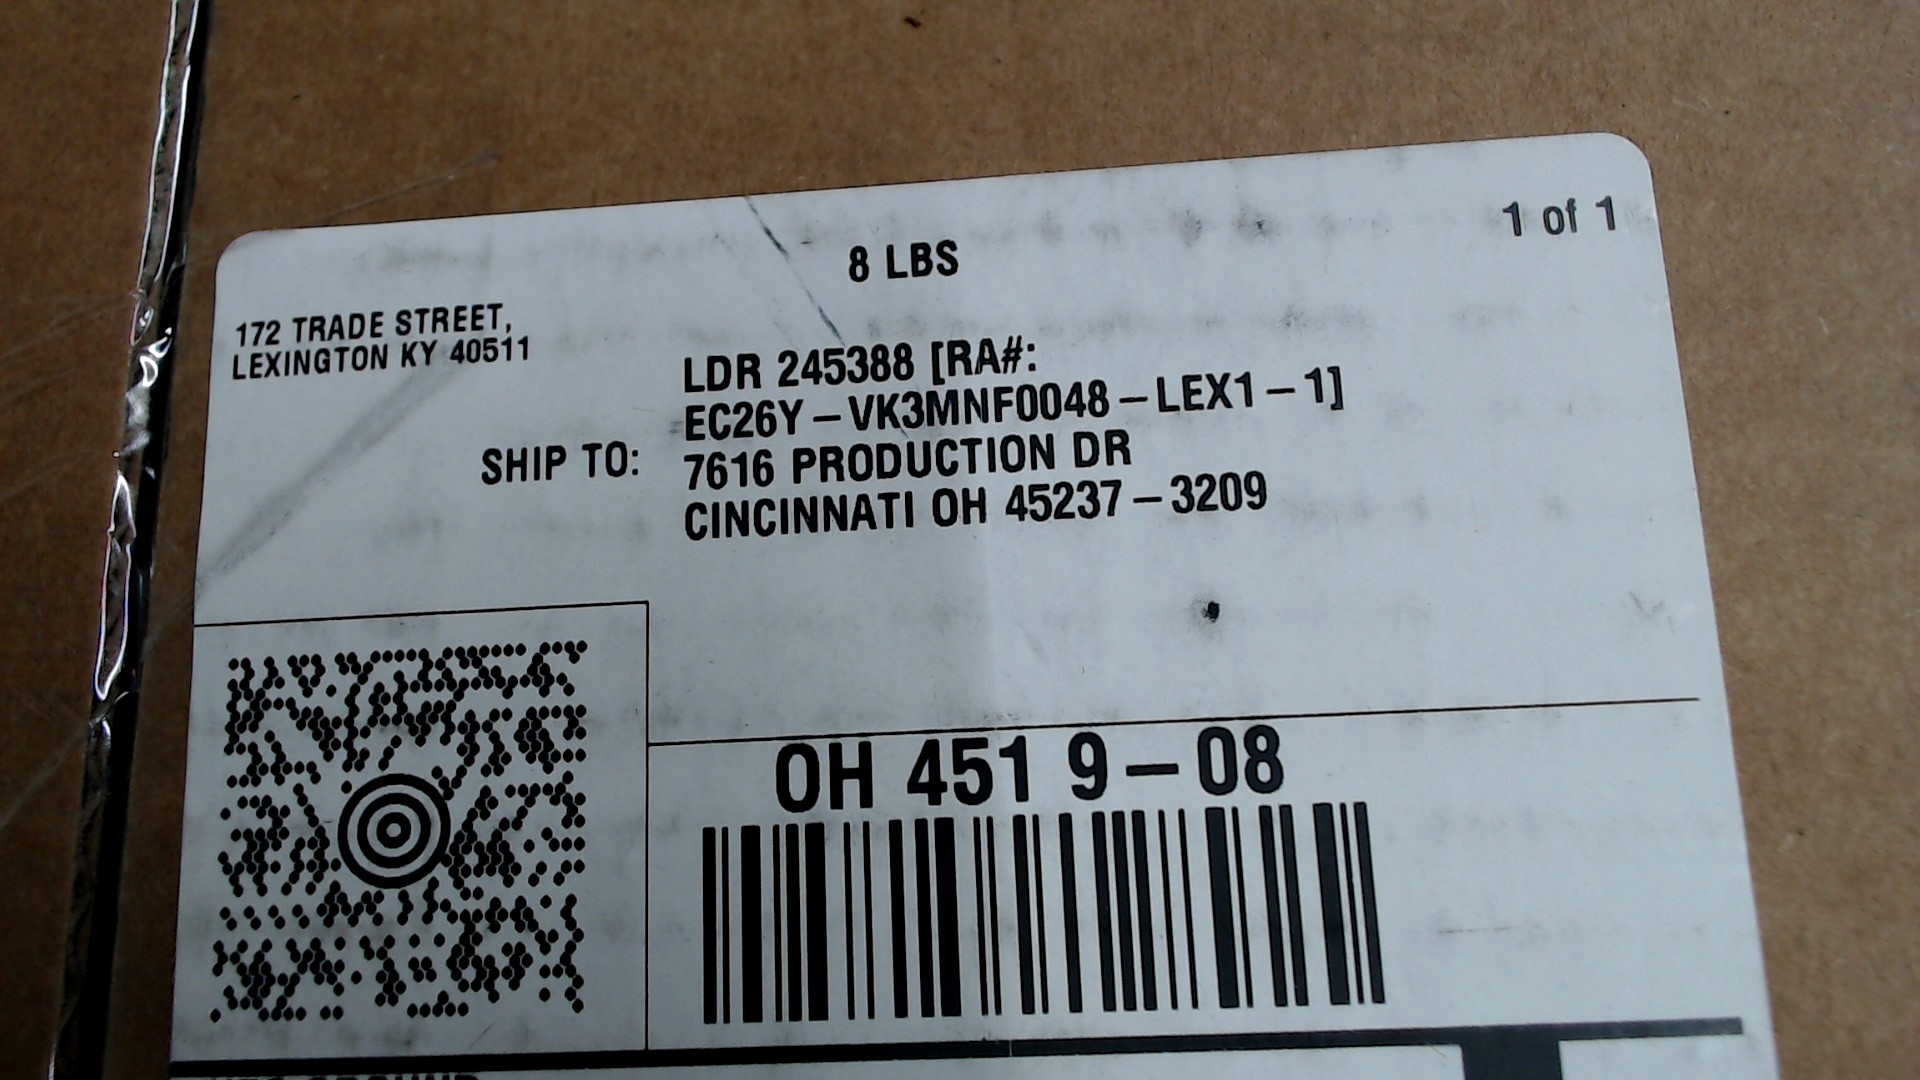 8 LBS
1 of 1
172 TRADE STREET,
LEXINGTON KY 40511
LDR 245388 [RA#:
EC26Y-VK3MNF0048-LEX1-1]
SHIP TO: 7616 PRODUCTION DR
CINCINNATI OH 45237-3209
OH 451 9-08